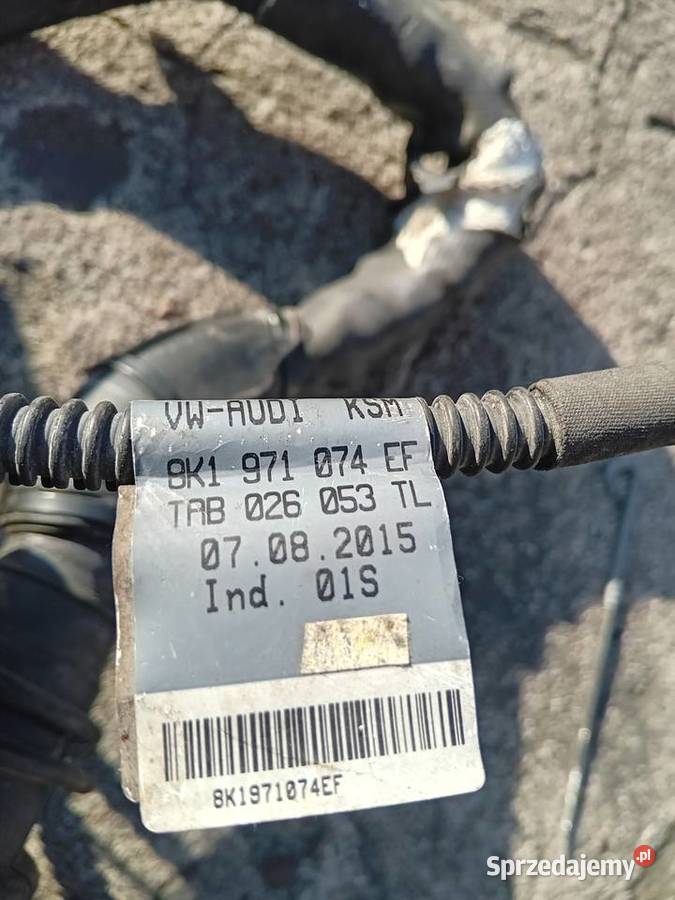 VW-AUDI KSM
8K1 971 074 EF
TAB 026 053 TL
07.08.2015
Ind. 01S
8K1971074EF
Sprzedajemy.pl